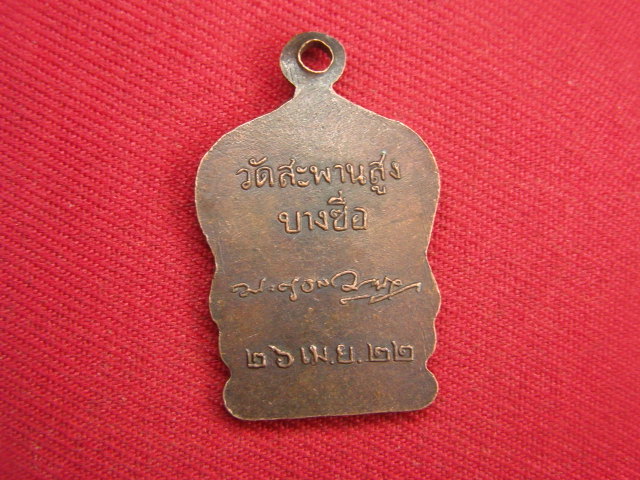 วัดสะพานสูง
บางซื่อ
๒๖ เม.ย. ๒๒